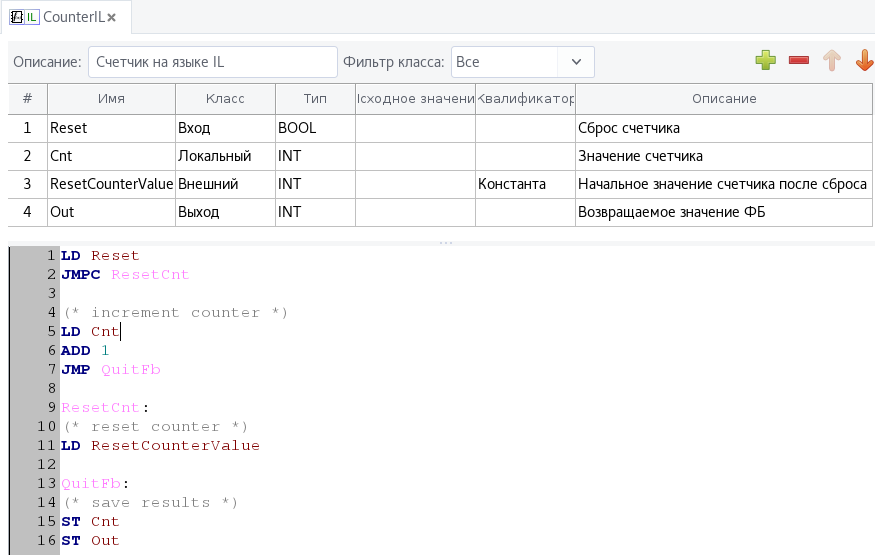 IL CounterIL×
Описание: Счетчик на языке IL Фильтр класса: Все
# Имя Класс Тип Исходное значени Квалификатор Описание
1 Reset Вход BOOL Сброс счетчика
2 Cnt Локальный INT Значение счетчика
3 ResetCounterValue Внешний INT Константа Начальное значение счетчика после сброса
4 Out Выход INT Возвращаемое значение ФБ
1 LD Reset
2 JMPC ResetCnt
3
4 (* increment counter *)
5 LD Cnt
6 ADD 1
7 JMP QuitFb
8
9 ResetCnt:
10 (* reset counter *)
11 LD ResetCounterValue
12
13 QuitFb:
14 (* save results *)
15 ST Cnt
16 ST Out